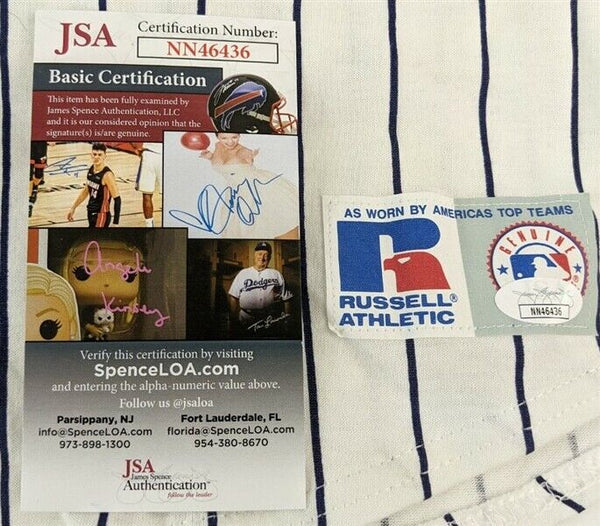 JSA
Certification Number:
NN46436
Basic Certification
This item has been fully examined by
James Spence Authentication, LLC
and it is our considered opinion that the
signature(s) is/are genuine.
Angela
Kinsey
Dodgers
Verify this certification by visiting
SpenceLOA.com
and entering the alpha-numeric value above.
Follow us @jsaloa
Parsippany, NJ
info@SpenceLOA.com
973-898-1300
Fort Lauderdale, FL
florida@SpenceLOA.com
954-380-8670
JSA
James Spence
Authentication™
follow the leader
AS WORN BY AMERICAS TOP TEAMS
R
RUSSELL®
ATHLETIC
GENUINE
NN46436